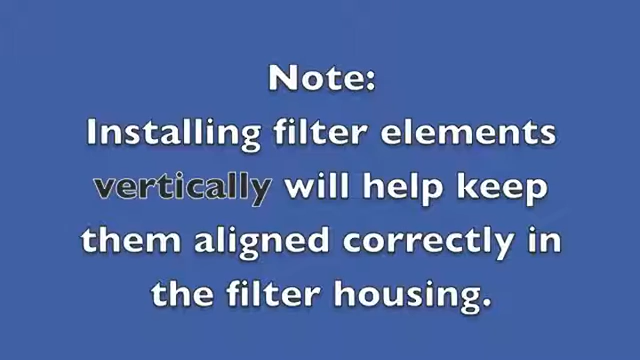 Note:
Installing filter elements
vertically will help keep
them aligned correctly in
the filter housing.